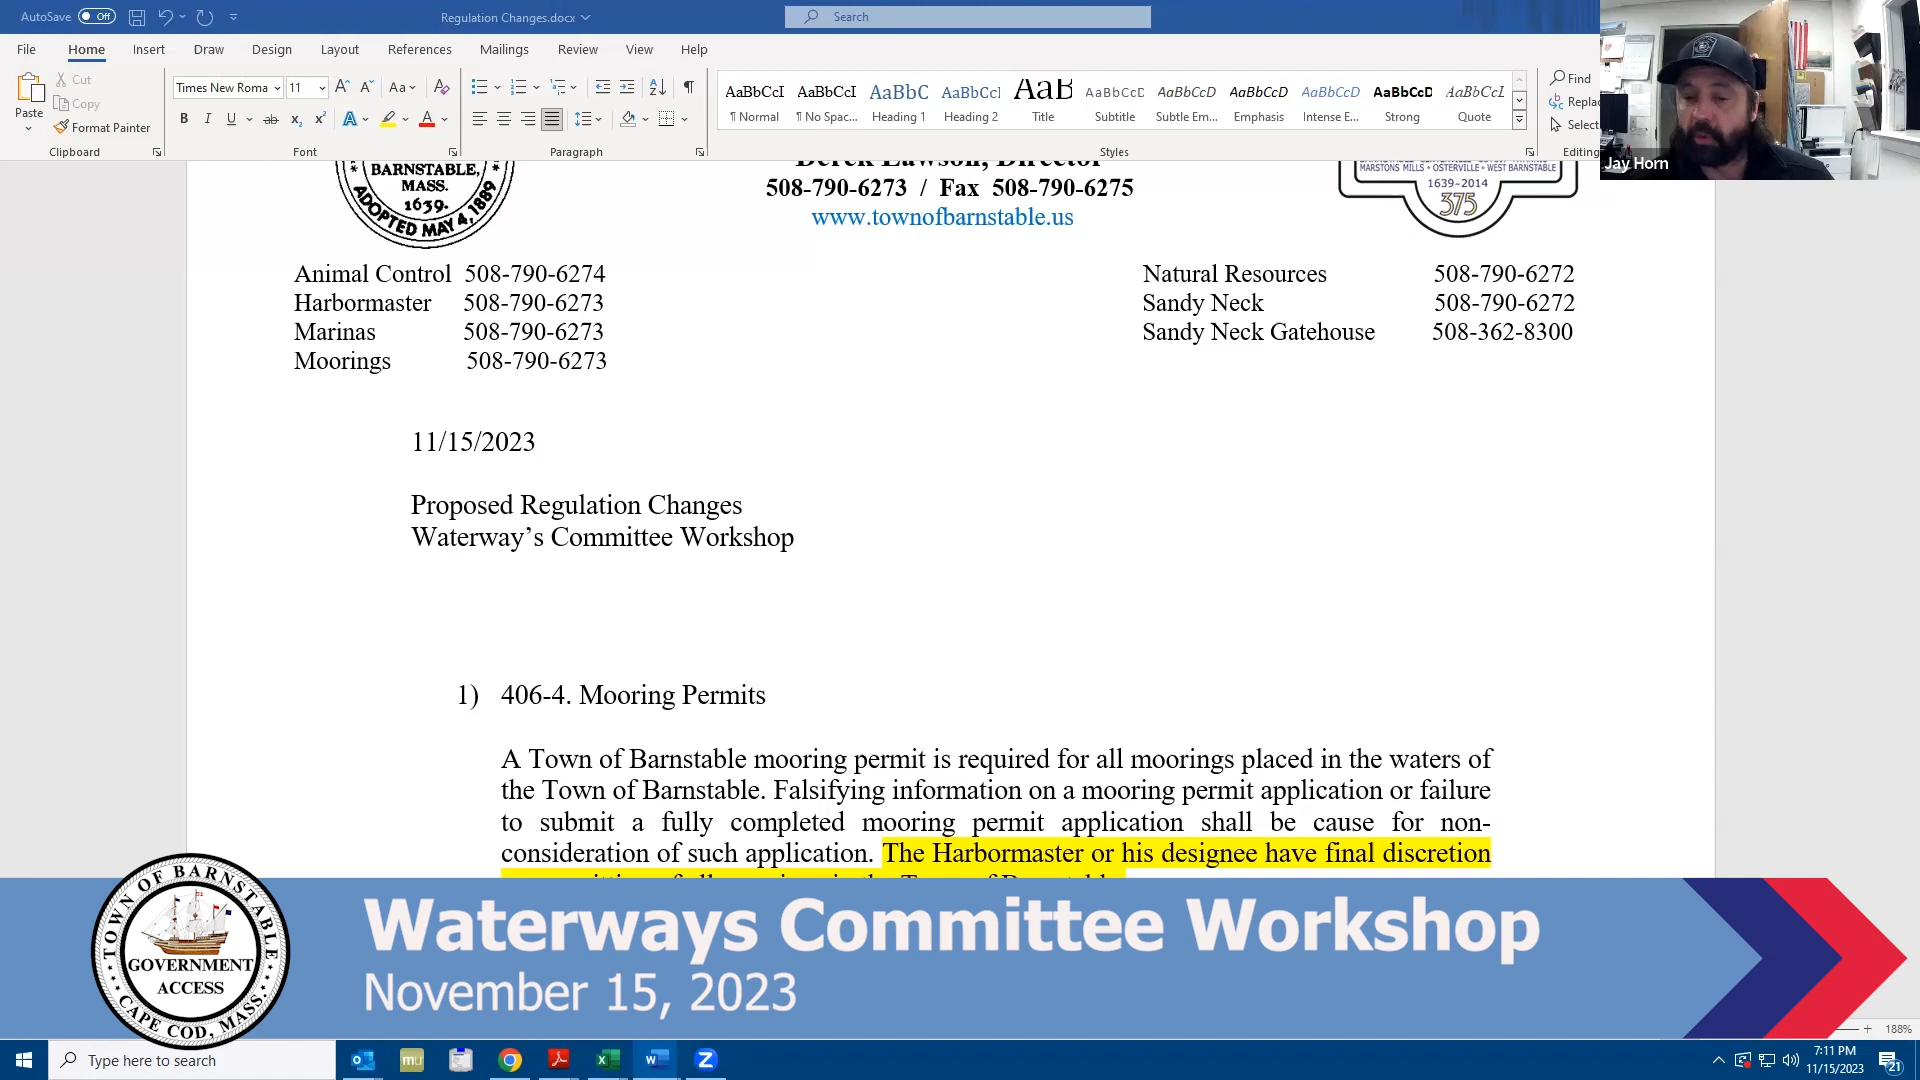 AutoSave Off
Regulation Changes.docx
Search
File Home Insert Draw Design Layout References Mailings Review View Help
Paste
Cut
Copy
Format Painter
Clipboard
Times New Roma 11
Font
Paragraph
AaBbCcI AaBbCcI AaBbC AaBbCcI AaB AaBbCcD AaBbCcD AaBbCcD AaBbCcD AaBbCcD AaBbCcL
¶ Normal ¶ No Spac... Heading 1 Heading 2 Title Subtitle Subtle Em... Emphasis Intense E... Strong Quote
Styles
Find
Replac
Select
Editing
Jay Horn
BARNSTABLE,
MASS.
1639.
ADOPTED MAY 4, 1889
Derek Lawson, Director
508-790-6273 / Fax 508-790-6275
www.townofbarnstable.us
MARSTONS MILLS • OSTERVILLE • WEST BARNSTABLE
1639~2014
375
Animal Control 508-790-6274
Harbormaster 508-790-6273
Marinas 508-790-6273
Moorings 508-790-6273
Natural Resources 508-790-6272
Sandy Neck 508-790-6272
Sandy Neck Gatehouse 508-362-8300
11/15/2023
Proposed Regulation Changes
Waterway’s Committee Workshop
1) 406-4. Mooring Permits
A Town of Barnstable mooring permit is required for all moorings placed in the waters of
the Town of Barnstable. Falsifying information on a mooring permit application or failure
to submit a fully completed mooring permit application shall be cause for non-
consideration of such application. The Harbormaster or his designee have final discretion
TOWN OF BARNSTABLE
GOVERNMENT
ACCESS
CAPE COD, MASS.
Waterways Committee Workshop
November 15, 2023
188%
Type here to search
mu
7:11 PM
11/15/2023
21